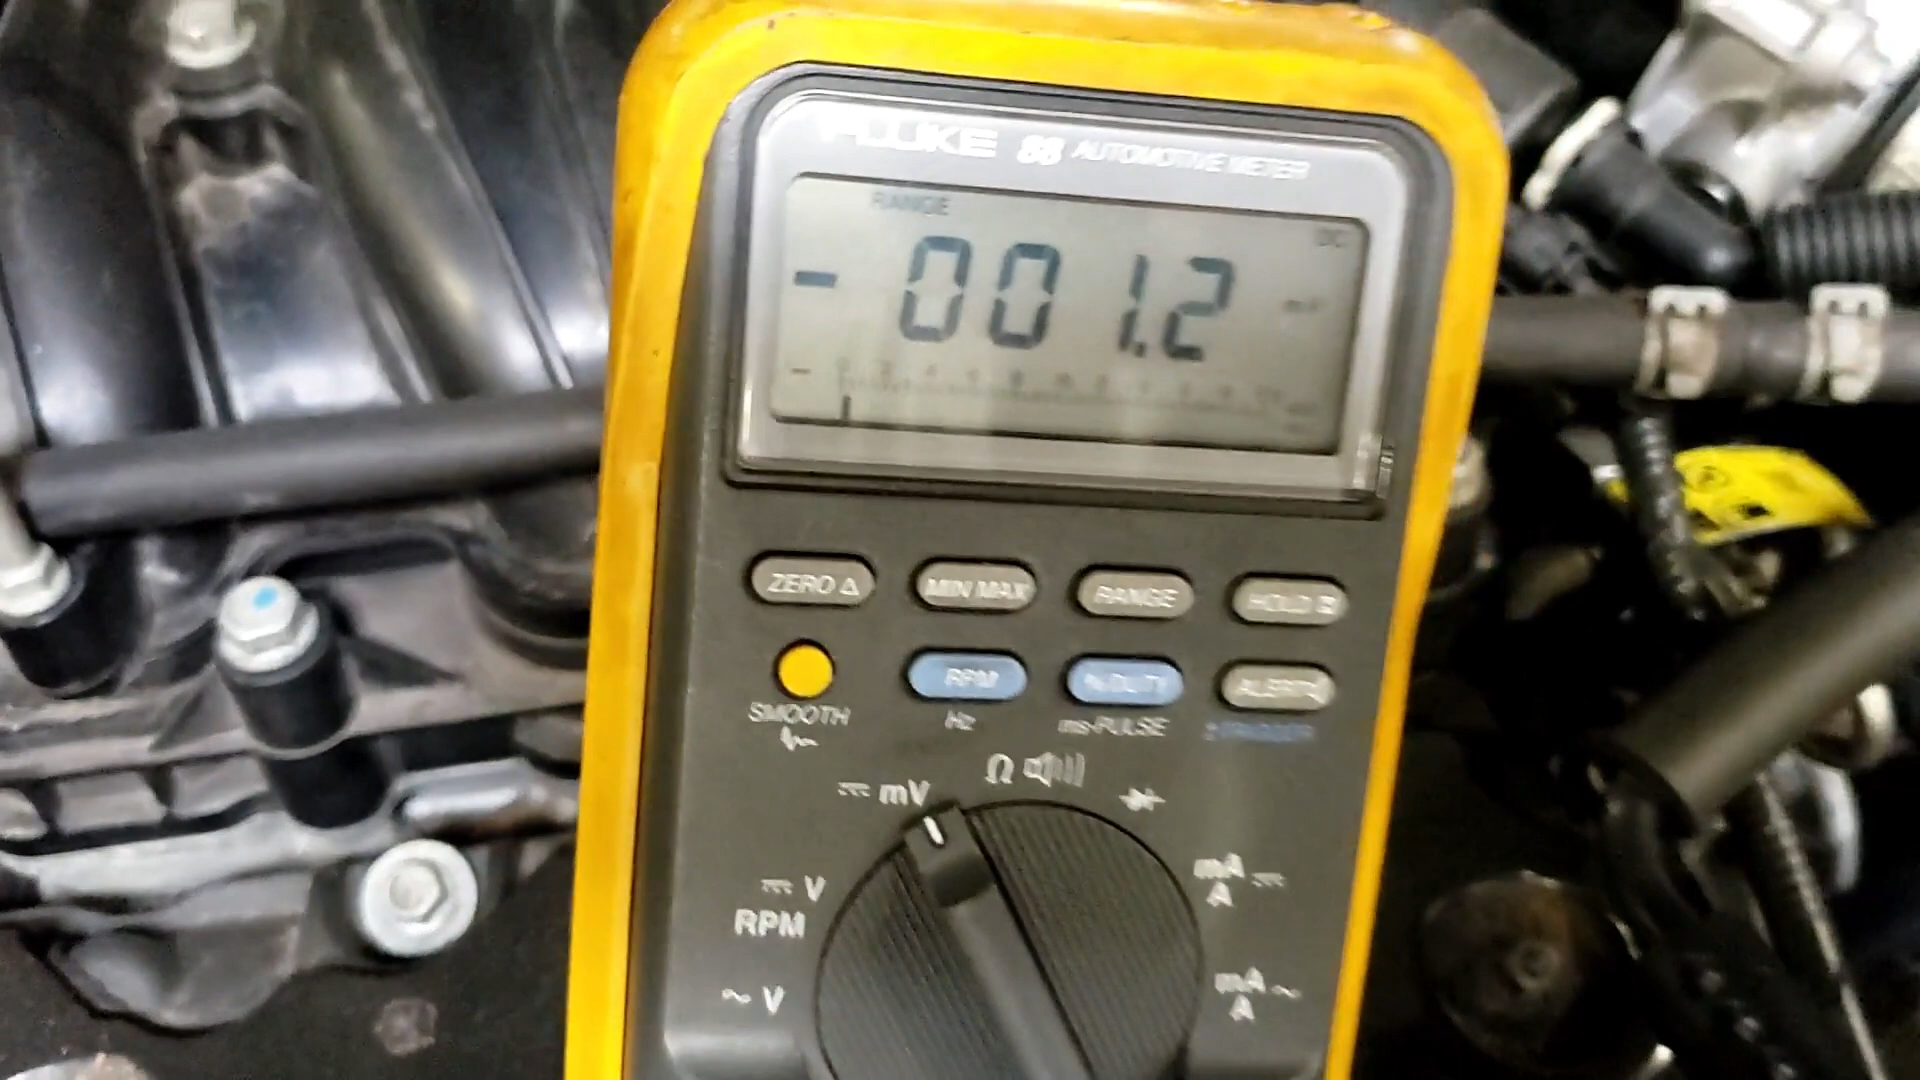 FLUKE 88 AUTOMOTIVE METER
RANGE
DC
- 001.2 mV
ZERO Δ MIN MAX RANGE HOLD
RPM % DUTY ALERT
SMOOTH Hz ms-PULSE ± TRIGGER
Ω
mV
V
RPM
mA
A
~ V
mA ~
A